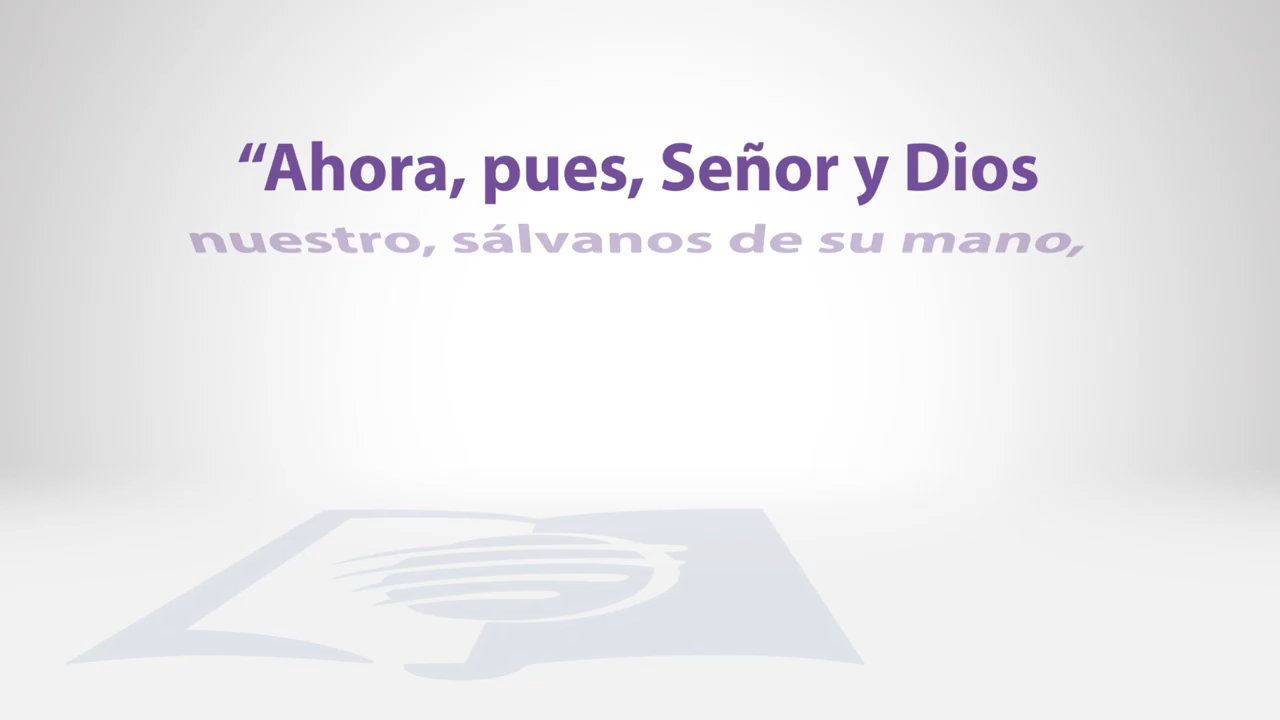 “Ahora, pues, Señor y Dios
nuestro, sálvanos de su mano,